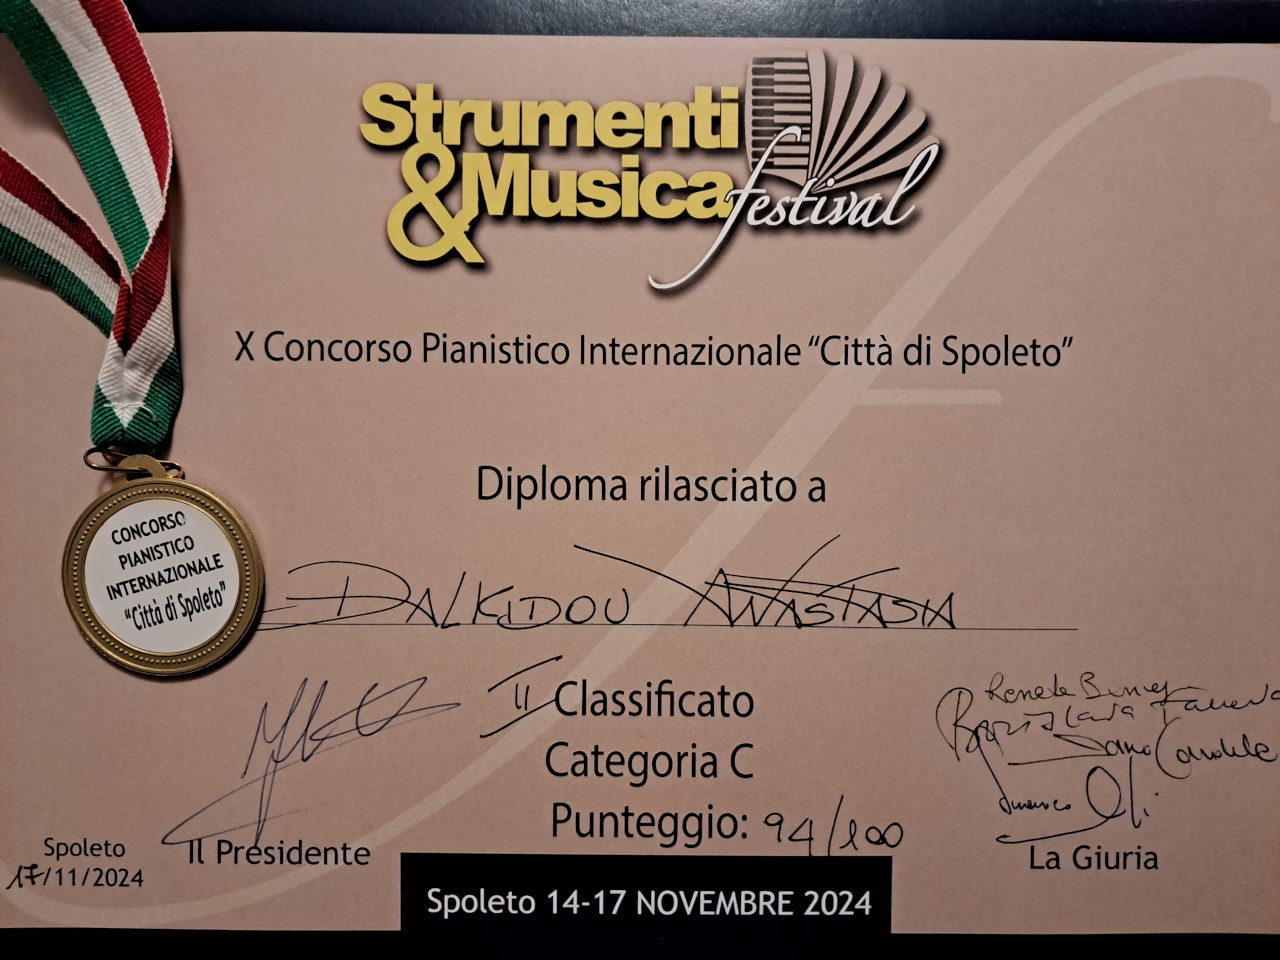 Strumenti
&Musica festival
X Concorso Pianistico Internazionale “Città di Spoleto”
Diploma rilasciato a
DALKIDOU ANASTASIA
CONCORSO
PIANISTICO
INTERNAZIONALE
“Città di Spoleto”
II Classificato
Categoria C
Punteggio: 94/100
Spoleto
17/11/2024
Il Presidente
La Giuria
Spoleto 14-17 NOVEMBRE 2024